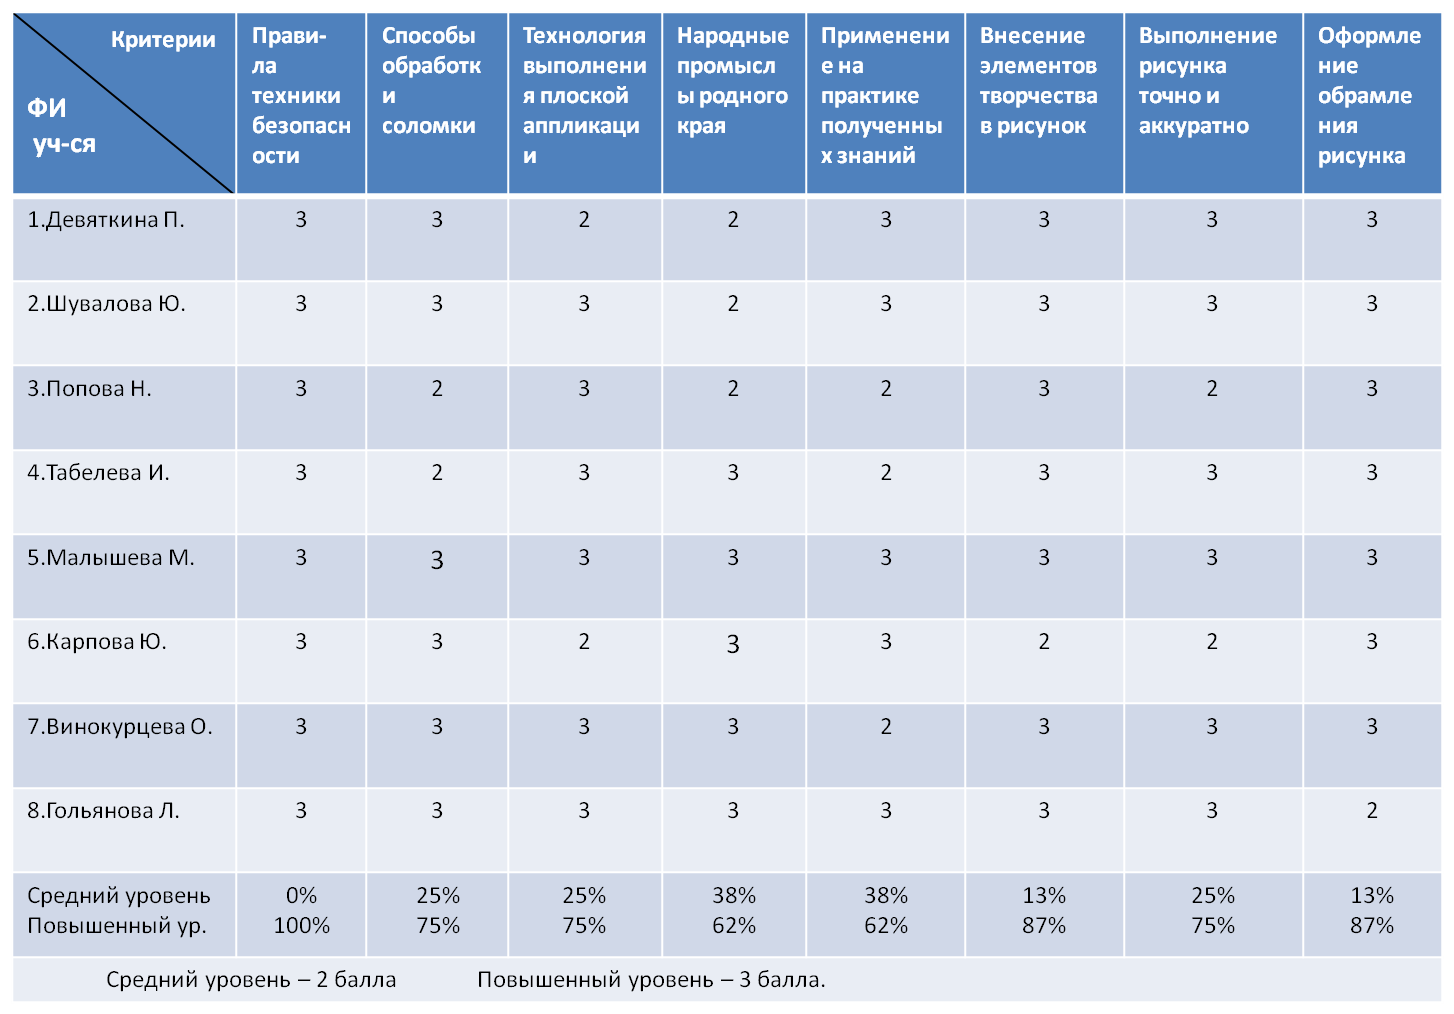 Критерии
ФИ
уч-ся
Прави-
ла
техники
безопасн
ости
Способы
обработк
и
соломки
Технология
выполнени
я плоской
аппликаци
и
Народные
промысл
ы родного
края
Применени
е на
практике
полученны
х знаний
Внесение
элементов
творчества
в рисунок
Выполнение
рисунка
точно и
аккуратно
Оформле
ние
обрамле
ния
рисунка
1.Девяткина П. 3 3 2 2 3 3 3 3
2.Шувалова Ю. 3 3 3 2 3 3 3 3
3.Попова Н. 3 2 3 2 2 3 2 3
4.Табелева И. 3 2 3 3 2 3 3 3
5.Малышева М. 3 3 3 3 3 3 3 3
6.Карпова Ю. 3 3 2 3 3 2 2 3
7.Винокурцева О. 3 3 3 3 2 3 3 3
8.Гольянова Л. 3 3 3 3 3 3 3 2
Средний уровень 0% 25% 25% 38% 38% 13% 25% 13%
Повышенный ур. 100% 75% 75% 62% 62% 87% 75% 87%
Средний уровень – 2 балла Повышенный уровень – 3 балла.